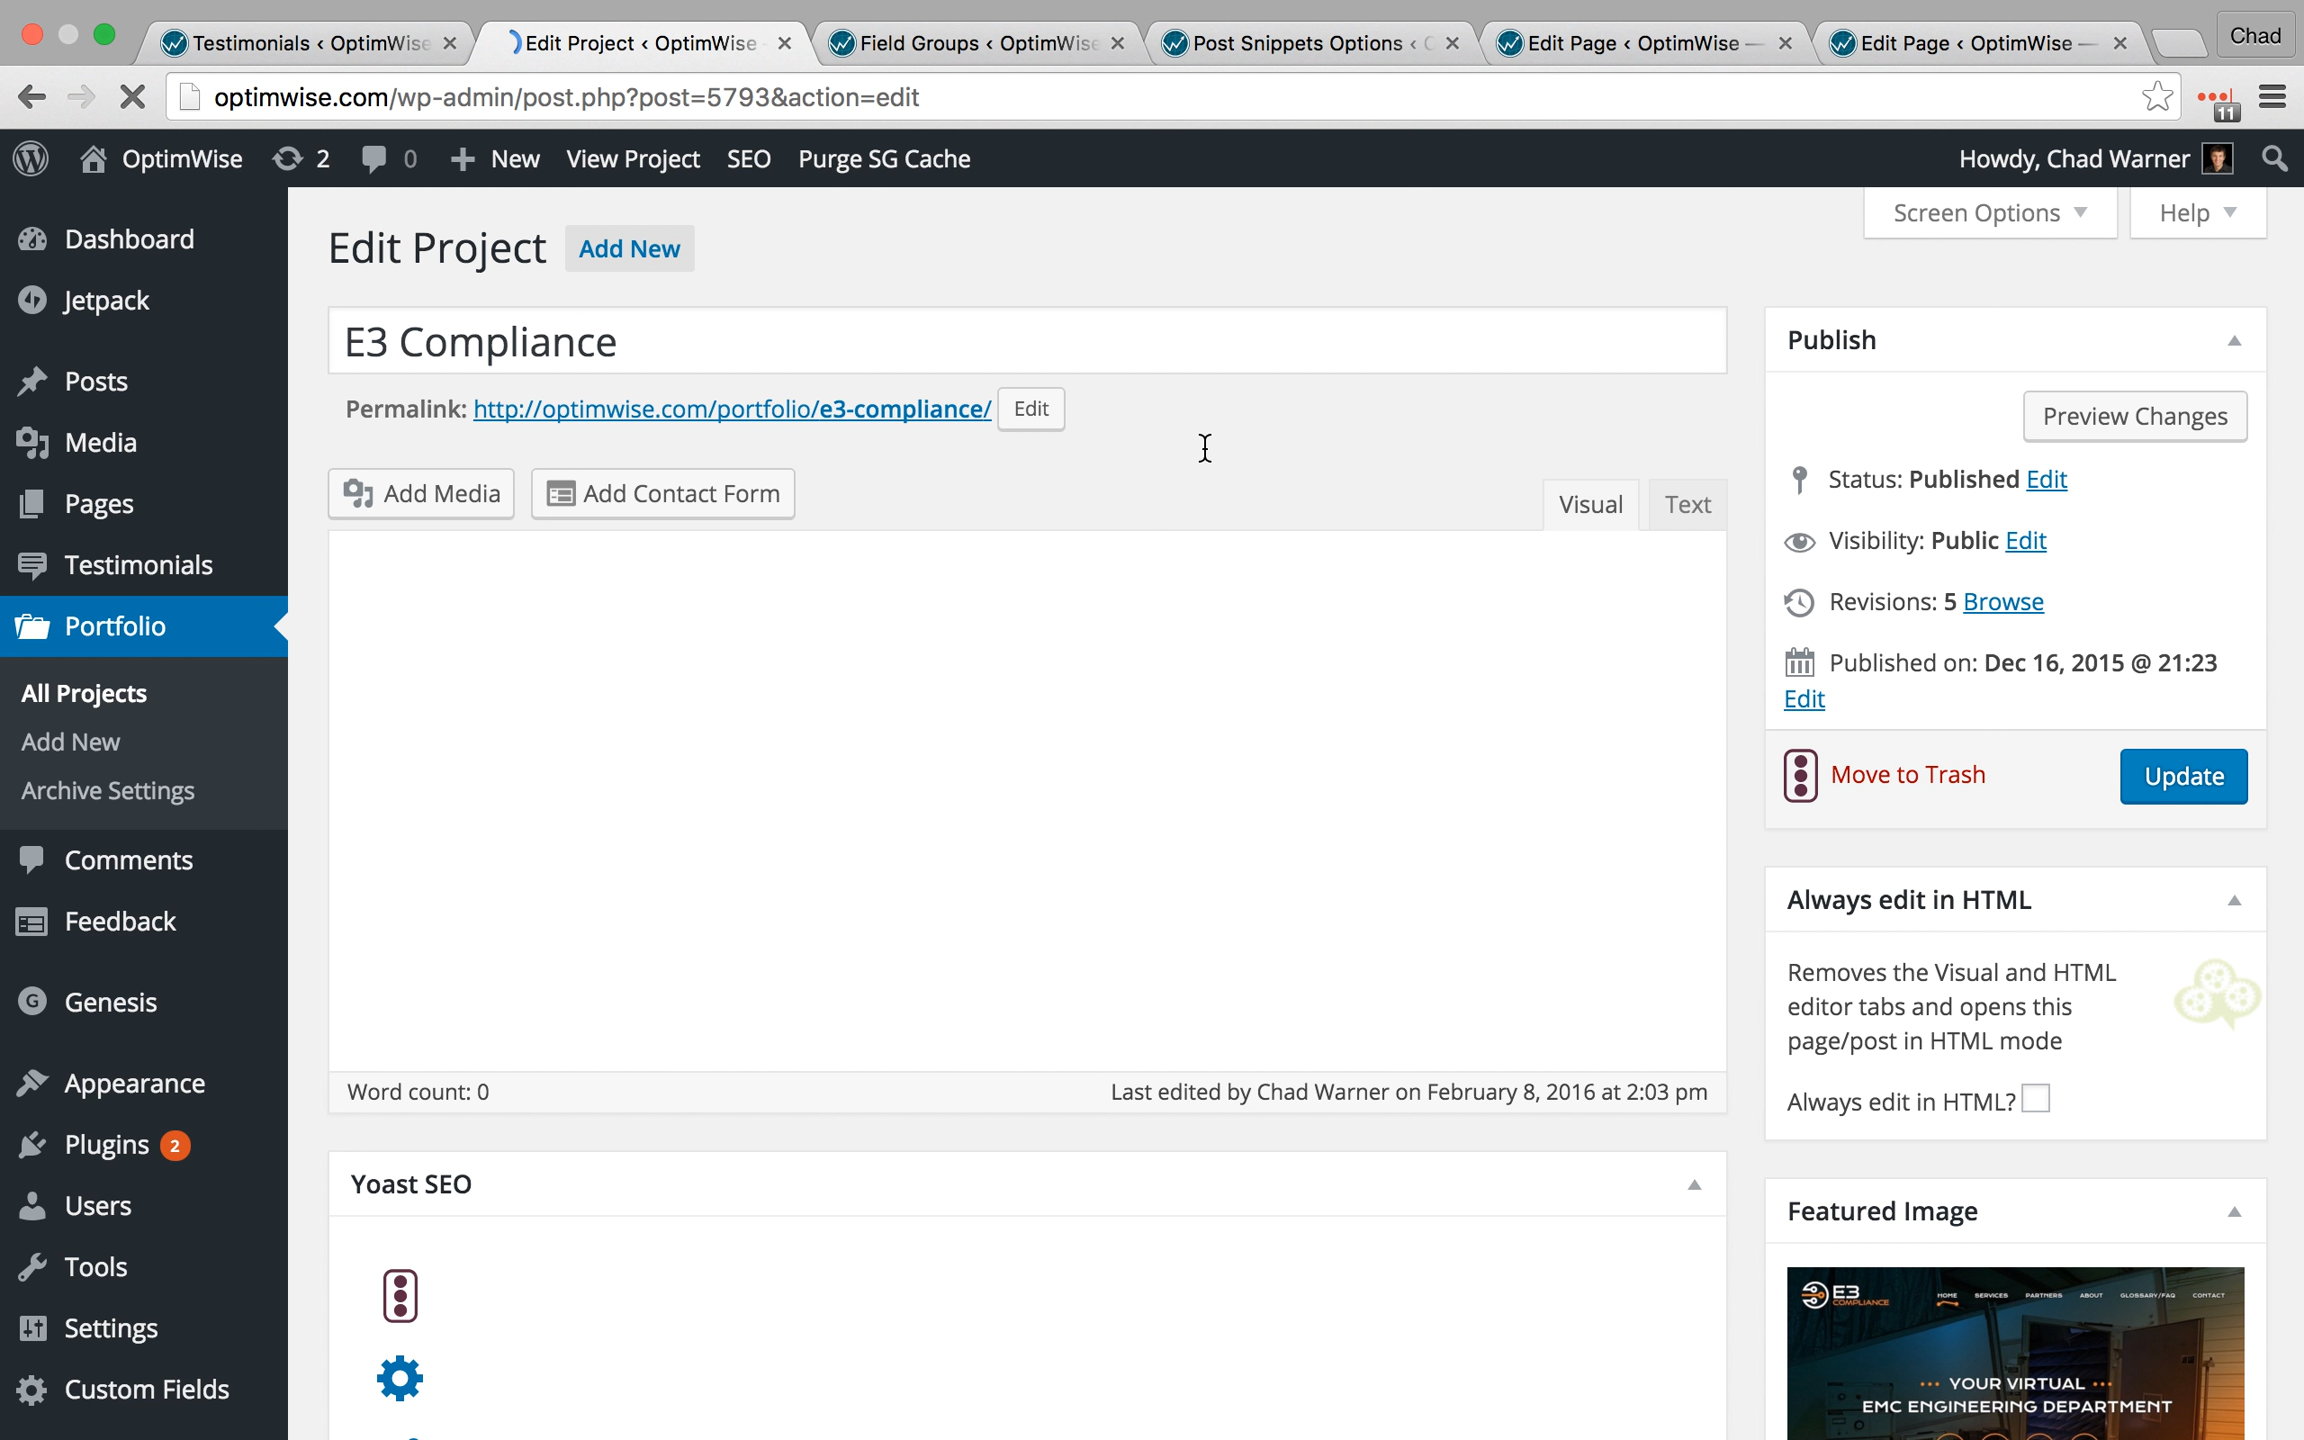 Testimonials ‹ OptimWise
Edit Project ‹ OptimWise
Field Groups ‹ OptimWise
Post Snippets Options ‹
Edit Page ‹ OptimWise —
Edit Page ‹ OptimWise —
Chad
optimwise.com/wp-admin/post.php?post=5793&action=edit
11
OptimWise
2
0
New
View Project
SEO
Purge SG Cache
Howdy, Chad Warner
Dashboard
Jetpack
Posts
Media
Pages
Testimonials
Portfolio
All Projects
Add New
Archive Settings
Comments
Feedback
Genesis
Appearance
Plugins 2
Users
Tools
Settings
Custom Fields
Screen Options
Help
Edit Project
Add New
E3 Compliance
Permalink: http://optimwise.com/portfolio/e3-compliance/ Edit
Add Media
Add Contact Form
Visual
Text
Word count: 0
Last edited by Chad Warner on February 8, 2016 at 2:03 pm
Yoast SEO
Publish
Preview Changes
Status: Published Edit
Visibility: Public Edit
Revisions: 5 Browse
Published on: Dec 16, 2015 @ 21:23
Edit
Move to Trash
Update
Always edit in HTML
Removes the Visual and HTML
editor tabs and opens this
page/post in HTML mode
Always edit in HTML?
Featured Image
E3
COMPLIANCE
HOME
SERVICES
PARTNERS
ABOUT
GLOSSARY/FAQ
CONTACT
YOUR VIRTUAL
EMC ENGINEERING DEPARTMENT